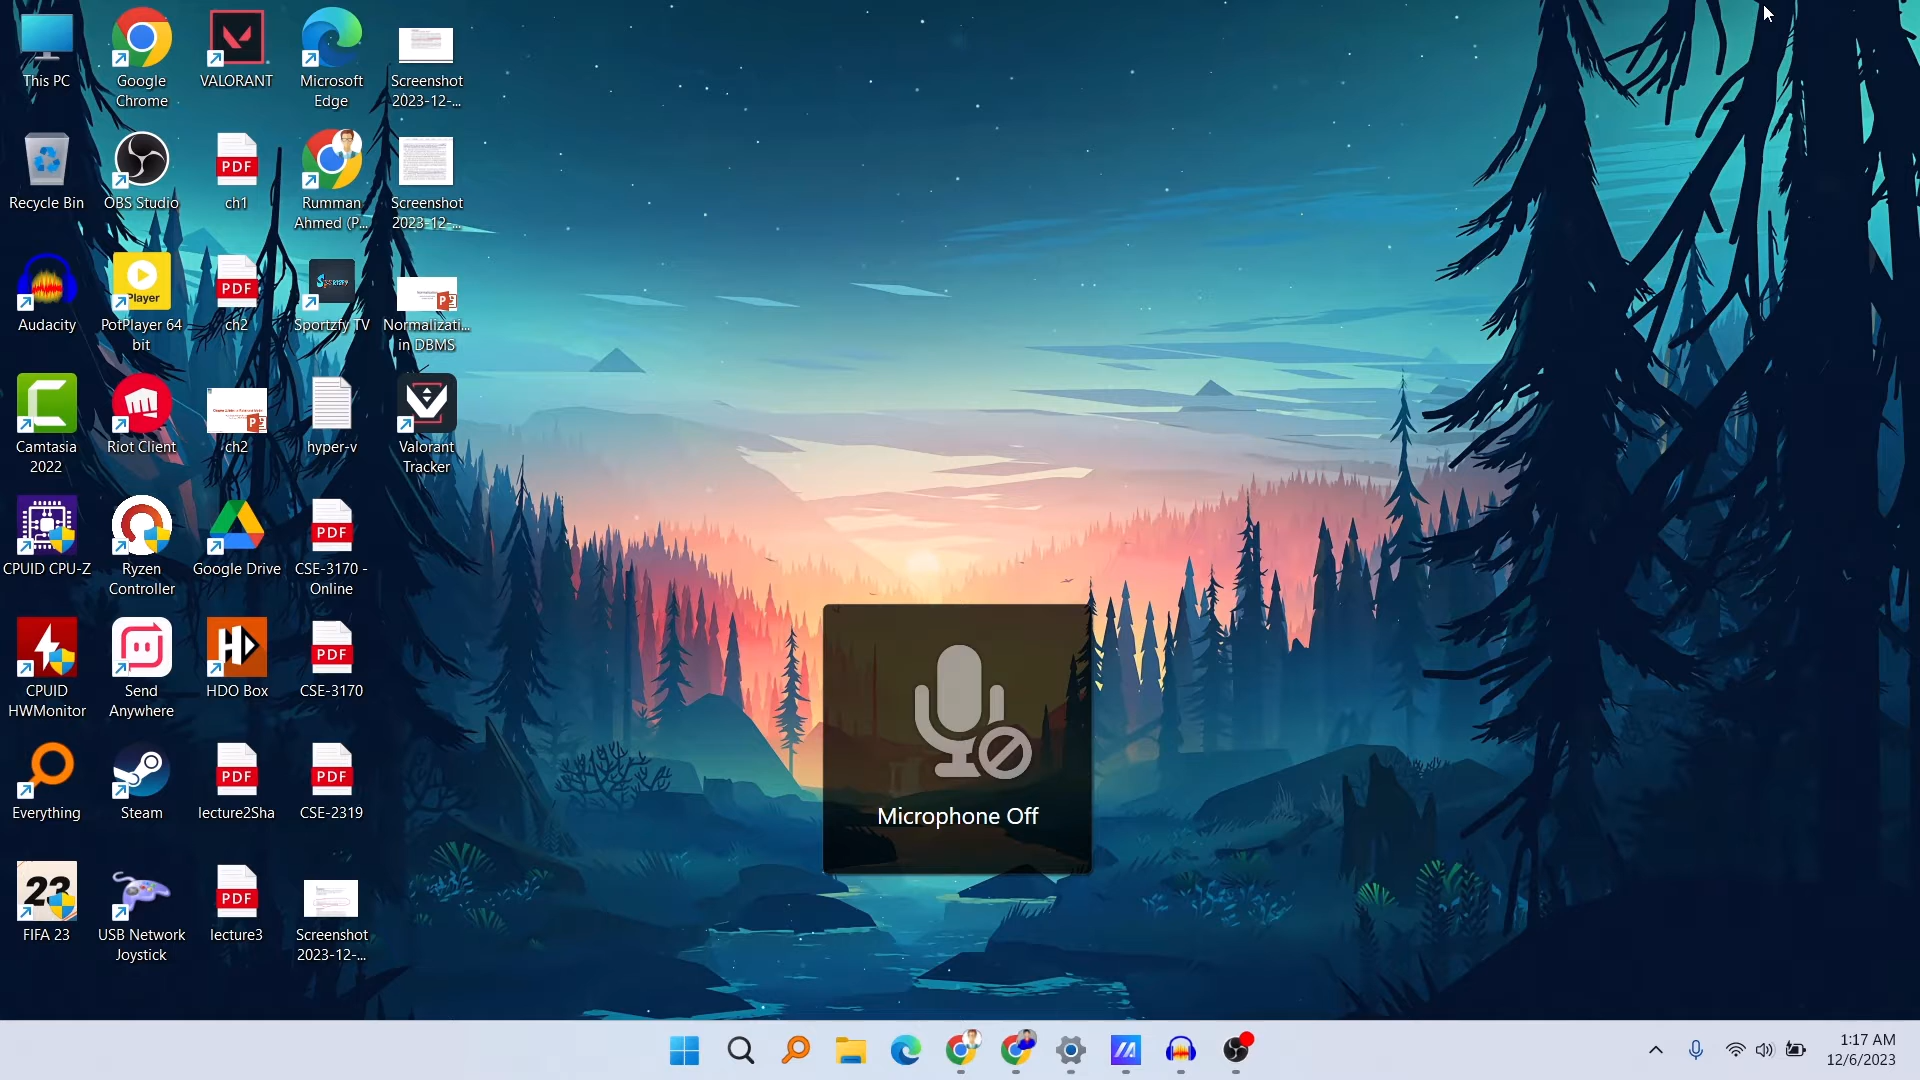 This PC
Google
Chrome
VALORANT
Microsoft
Edge
Screenshot
2023-12-...
Recycle Bin
OBS Studio
PDF
ch1
Rumman
Ahmed (P...
Screenshot
2023-12-...
Audacity
Player
PotPlayer 64
bit
PDF
ch2
Sportzfy TV
Normalizati...
in DBMS
Camtasia
2022
Riot Client
ch2
hyper-v
Valorant
Tracker
CPUID CPU-Z
Ryzen
Controller
Google Drive
PDF
CSE-3170 -
Online
CPUID
HWMonitor
Send
Anywhere
HD
HDO Box
PDF
CSE-3170
Everything
Steam
PDF
lecture2Sha
PDF
CSE-2319
23
FIFA 23
USB Network
Joystick
PDF
lecture3
Screenshot
2023-12-...
Microphone Off
1:17 AM
12/6/2023